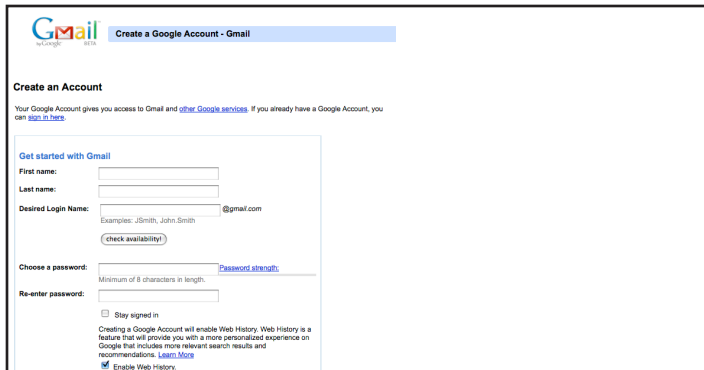 Gmail
by Google BETA
Create a Google Account - Gmail
Create an Account
Your Google Account gives you access to Gmail and other Google services. If you already have a Google Account, you
can sign in here.
Get started with Gmail
First name:
Last name:
Desired Login Name: @gmail.com
Examples: JSmith, John.Smith
check availability!
Choose a password: Password strength:
Minimum of 8 characters in length.
Re-enter password:
Stay signed in
Creating a Google Account will enable Web History. Web History is a
feature that will provide you with a more personalized experience on
Google that includes more relevant search results and
recommendations. Learn More
Enable Web History.